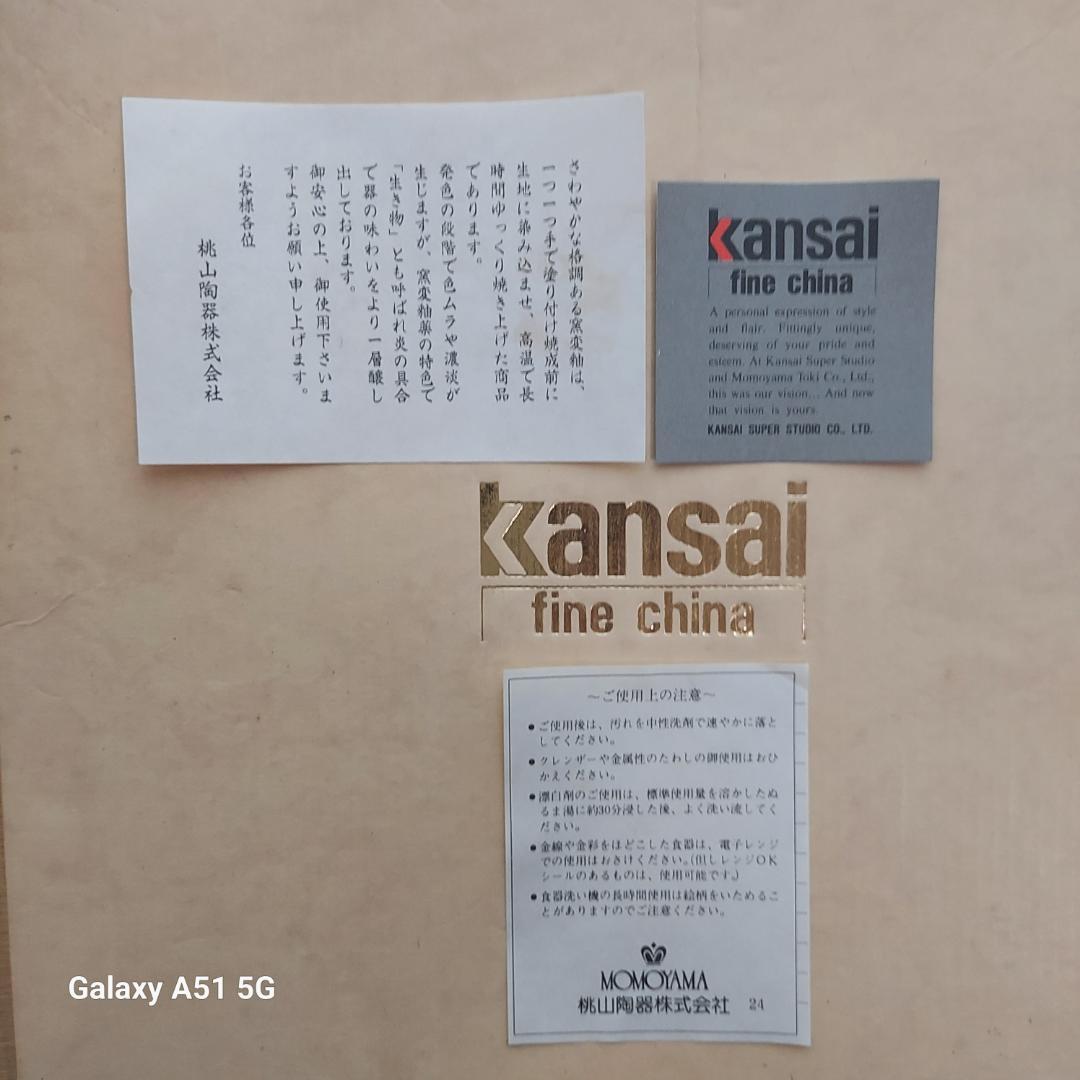 さわやかな格調ある窯変釉は、
一つ一つ手で塗り付け焼成前に
生地に染み込ませ、高温で長
時間ゆっくり焼き上げた商品
であります。
発色の段階で色ムラや濃淡が
生じますが、窯変釉薬の特色で
「生き物」とも呼ばれ炎の具合
で器の味わいをより一層醸し
出しております。
御安心の上、御使用下さいま
すようお願い申し上げます。
お客様各位
桃山陶器株式会社
kansai
fine china
A personal expression of style
and flair. Fittingly unique,
deserving of your pride and
esteem. At Kansai Super Studio
and Momoyama Toki Co., Ltd.,
this was our vision... And now
that vision is yours.
KANSAI SUPER STUDIO CO., LTD.
kansai
fine china
～ご使用上の注意～
●ご使用後は、汚れを中性洗剤で速やかに落と
してください。
●クレンザーや金属性のたわしの御使用はおひ
かえください。
●漂白剤のご使用は、標準使用量を溶かしたぬ
るま湯に約30分浸した後、よく洗い流してく
ださい。
●金線や金彩をほどこした食器は、電子レンジ
での使用はおさけください。(但しレンジOK
シールのあるものは、使用可能です。)
●食器洗い機の長時間使用は絵柄をいためるこ
とがありますのでご注意ください。
MOMOYAMA
桃山陶器株式会社 24
Galaxy A51 5G